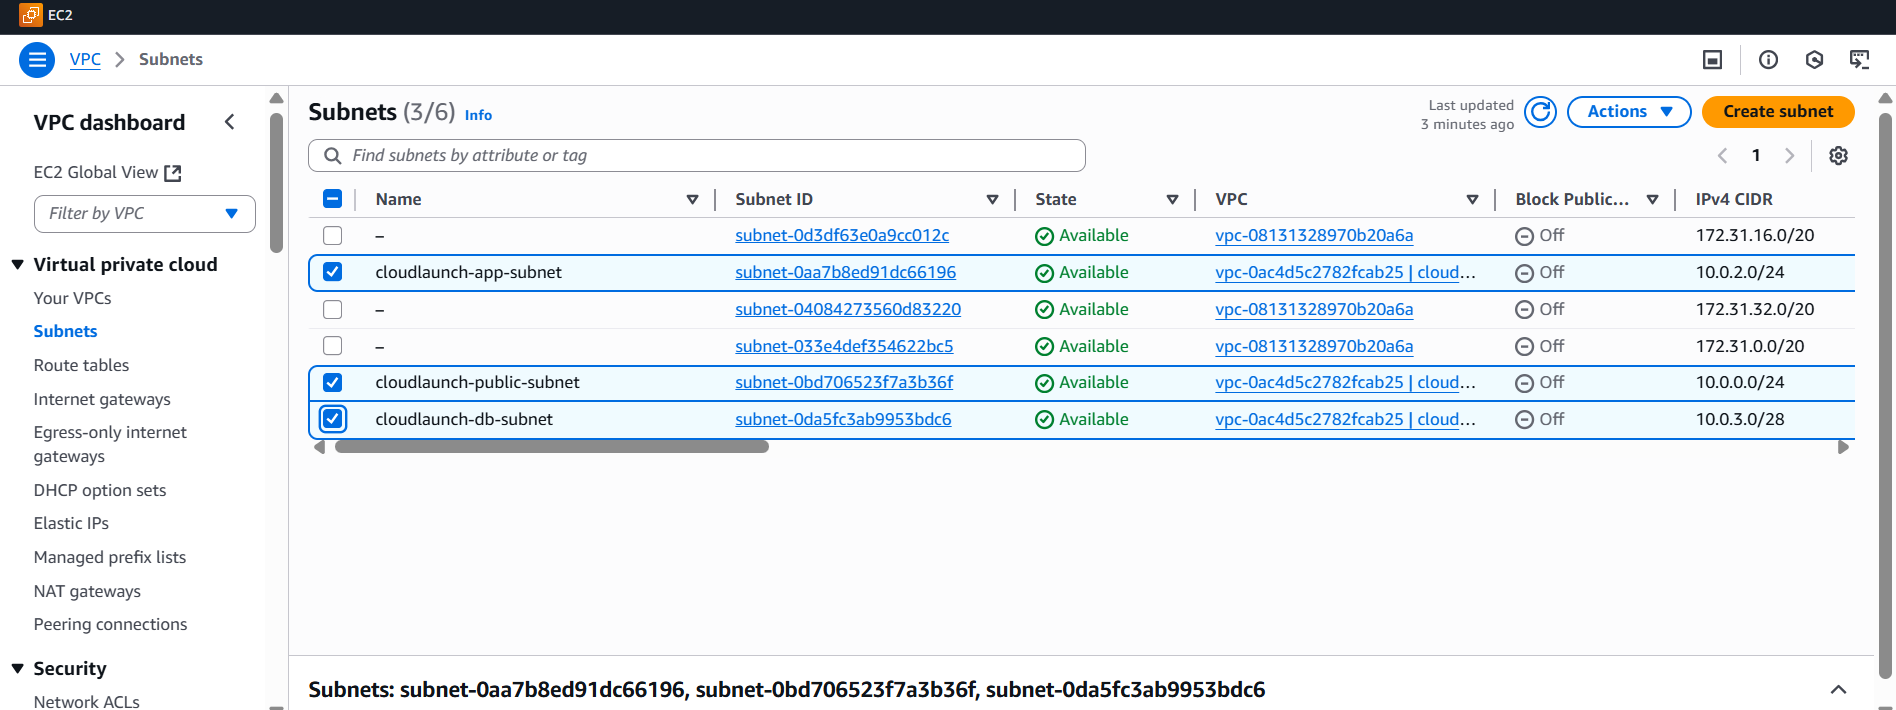 EC2
VPC > Subnets
VPC dashboard
EC2 Global View
Filter by VPC
Virtual private cloud
Your VPCs
Subnets
Route tables
Internet gateways
Egress-only internet
gateways
DHCP option sets
Elastic IPs
Managed prefix lists
NAT gateways
Peering connections
Security
Network ACLs
Subnets (3/6) Info
Last updated
3 minutes ago
Actions
Create subnet
Find subnets by attribute or tag
1
Name Subnet ID State VPC Block Public... IPv4 CIDR
– subnet-0d3df63e0a9cc012c Available vpc-08131328970b20a6a Off 172.31.16.0/20
cloudlaunch-app-subnet subnet-0aa7b8ed91dc66196 Available vpc-0ac4d5c2782fcab25 | cloud... Off 10.0.2.0/24
– subnet-04084273560d83220 Available vpc-08131328970b20a6a Off 172.31.32.0/20
– subnet-033e4def354622bc5 Available vpc-08131328970b20a6a Off 172.31.0.0/20
cloudlaunch-public-subnet subnet-0bd706523f7a3b36f Available vpc-0ac4d5c2782fcab25 | cloud... Off 10.0.0.0/24
cloudlaunch-db-subnet subnet-0da5fc3ab9953bdc6 Available vpc-0ac4d5c2782fcab25 | cloud... Off 10.0.3.0/28
Subnets: subnet-0aa7b8ed91dc66196, subnet-0bd706523f7a3b36f, subnet-0da5fc3ab9953bdc6